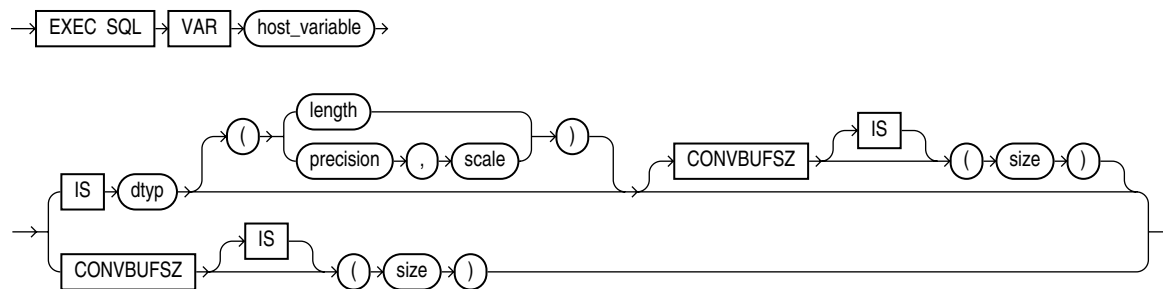 EXEC SQL VAR host_variable
length
IS
( )
precision , scale CONVBUFSZ ( size )
IS dtyp
IS
CONVBUFSZ ( size )